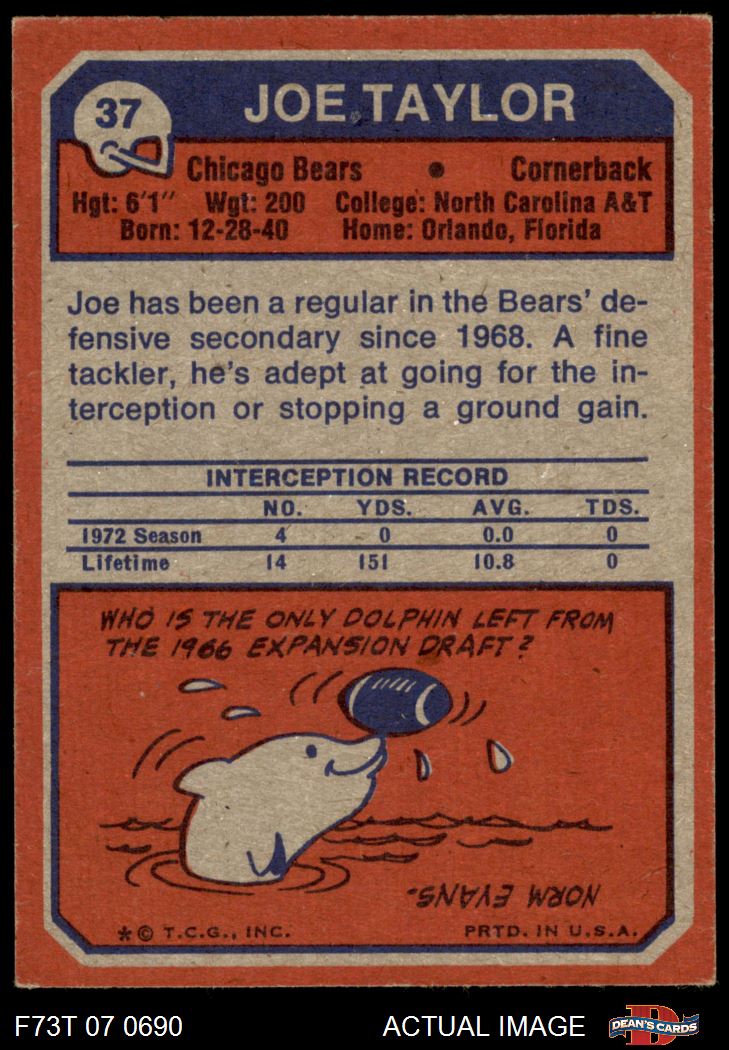 37
JOE TAYLOR
Chicago Bears • Cornerback
Hgt: 6'1" Wgt: 200 College: North Carolina A&T
Born: 12-28-40 Home: Orlando, Florida
Joe has been a regular in the Bears' de-
fensive secondary since 1968. A fine
tackler, he's adept at going for the in-
terception or stopping a ground gain.
INTERCEPTION RECORD
NO. YDS. AVG. TDS.
1972 Season 4 0 0.0 0
Lifetime 14 151 10.8 0
WHO IS THE ONLY DOLPHIN LEFT FROM
THE 1966 EXPANSION DRAFT?
NORM EVANS.
*© T.C.G., INC. PRTD. IN U.S.A.
F73T 07 0690 ACTUAL IMAGE DEAN'S CARDS